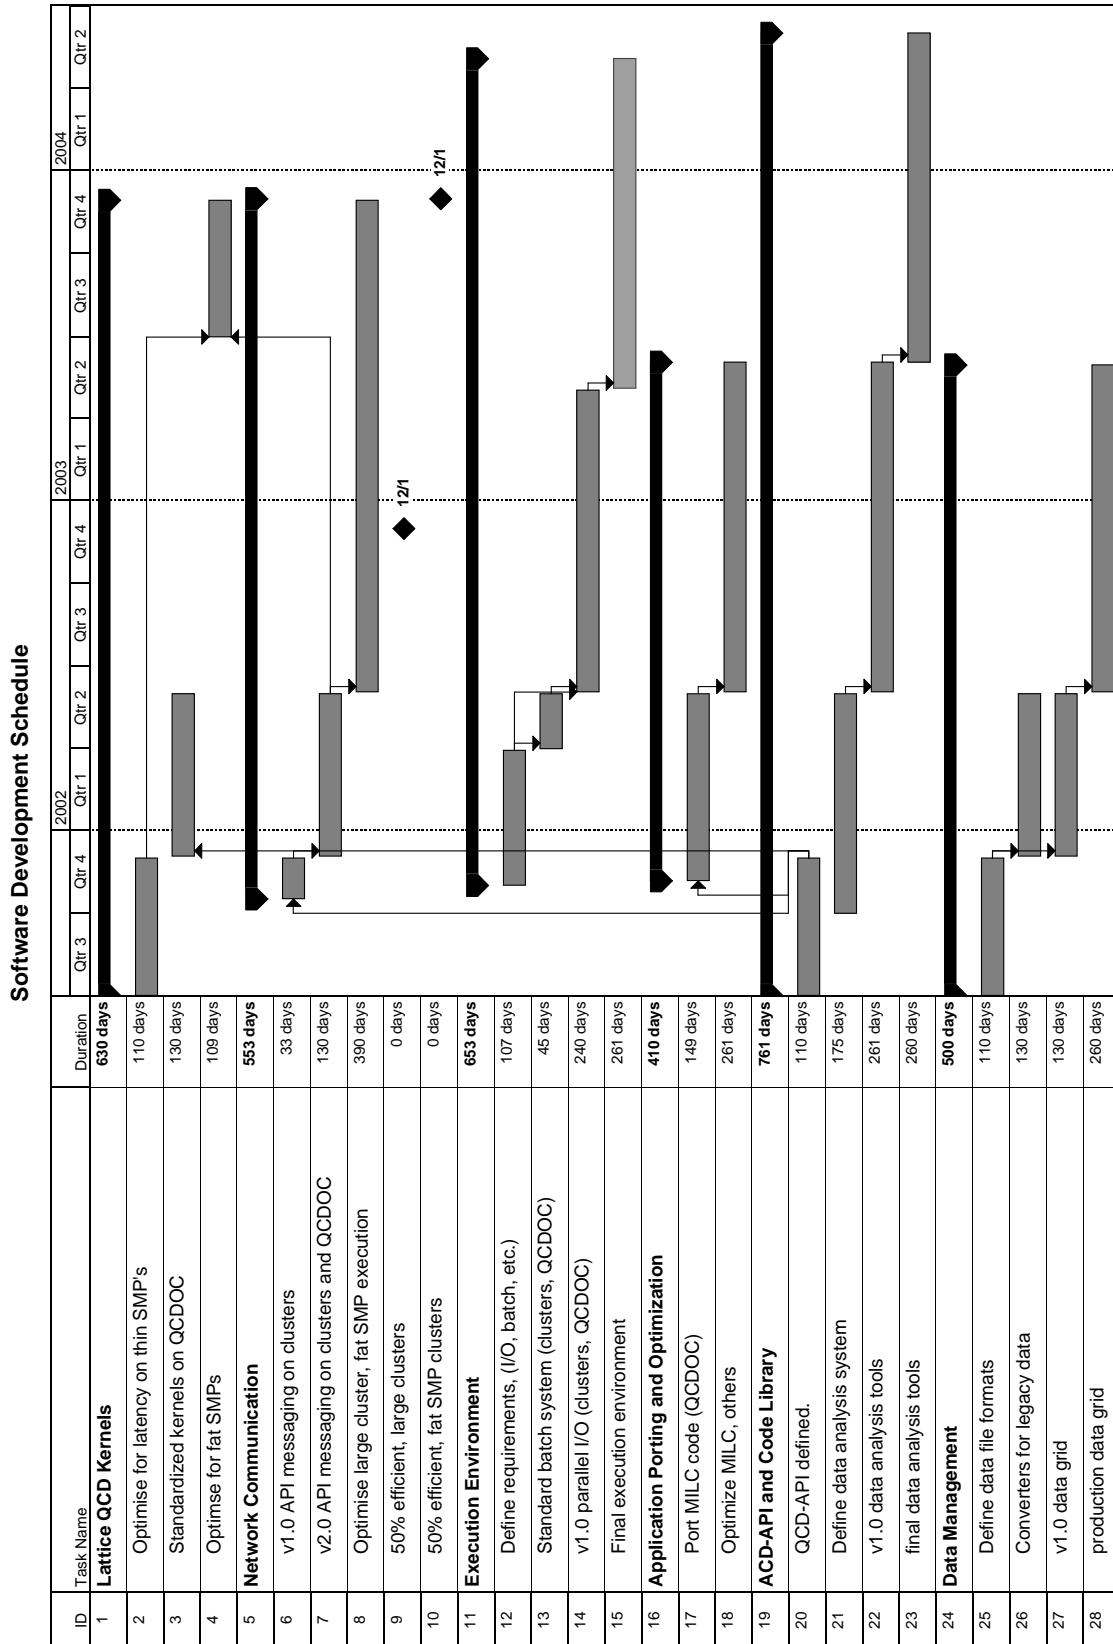 Software Development Schedule
2002 2003 2004
ID Task Name Duration Qtr 3 Qtr 4 Qtr 1 Qtr 2 Qtr 3 Qtr 4 Qtr 1 Qtr 2 Qtr 3 Qtr 4 Qtr 1 Qtr 2
1 Lattice QCD Kernels 630 days
2 Optimise for latency on thin SMP's 110 days
3 Standardized kernels on QCDOC 130 days
4 Optimse for fat SMPs 109 days
5 Network Communication 553 days
6 v1.0 API messaging on clusters 33 days
7 v2.0 API messaging on clusters and QCDOC 130 days
8 Optimise large cluster, fat SMP execution 390 days
9 50% efficient, large clusters 0 days 12/1
10 50% efficient, fat SMP clusters 0 days 12/1
11 Execution Environment 653 days
12 Define requirements, (I/O, batch, etc.) 107 days
13 Standard batch system (clusters, QCDOC) 45 days
14 v1.0 parallel I/O (clusters, QCDOC) 240 days
15 Final execution environment 261 days
16 Application Porting and Optimization 410 days
17 Port MILC code (QCDOC) 149 days
18 Optimize MILC, others 261 days
19 ACD-API and Code Library 761 days
20 QCD-API defined. 110 days
21 Define data analysis system 175 days
22 v1.0 data analysis tools 261 days
23 final data analysis tools 260 days
24 Data Management 500 days
25 Define data file formats 110 days
26 Converters for legacy data 130 days
27 v1.0 data grid 130 days
28 production data grid 260 days